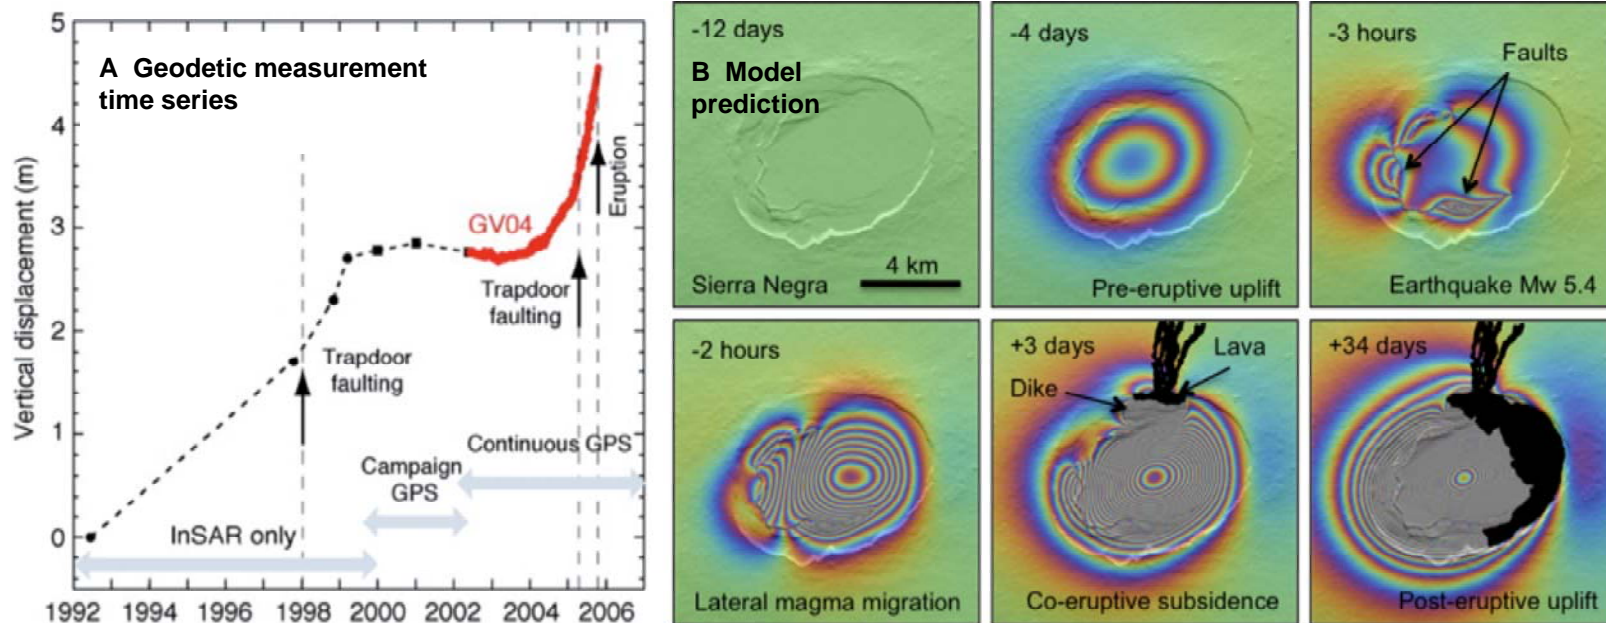 A Geodetic measurement
time series
Vertical displacement (m)
5
4
3
2
1
0
GV04
Eruption
Trapdoor
faulting
Trapdoor
faulting
Continuous GPS
Campaign
GPS
InSAR only
1992 1994 1996 1998 2000 2002 2004 2006
-12 days
B Model
prediction
4 km
Sierra Negra
-4 days
Pre-eruptive uplift
-3 hours
Faults
Earthquake Mw 5.4
-2 hours
Lateral magma migration
+3 days
Lava
Dike
Co-eruptive subsidence
+34 days
Post-eruptive uplift